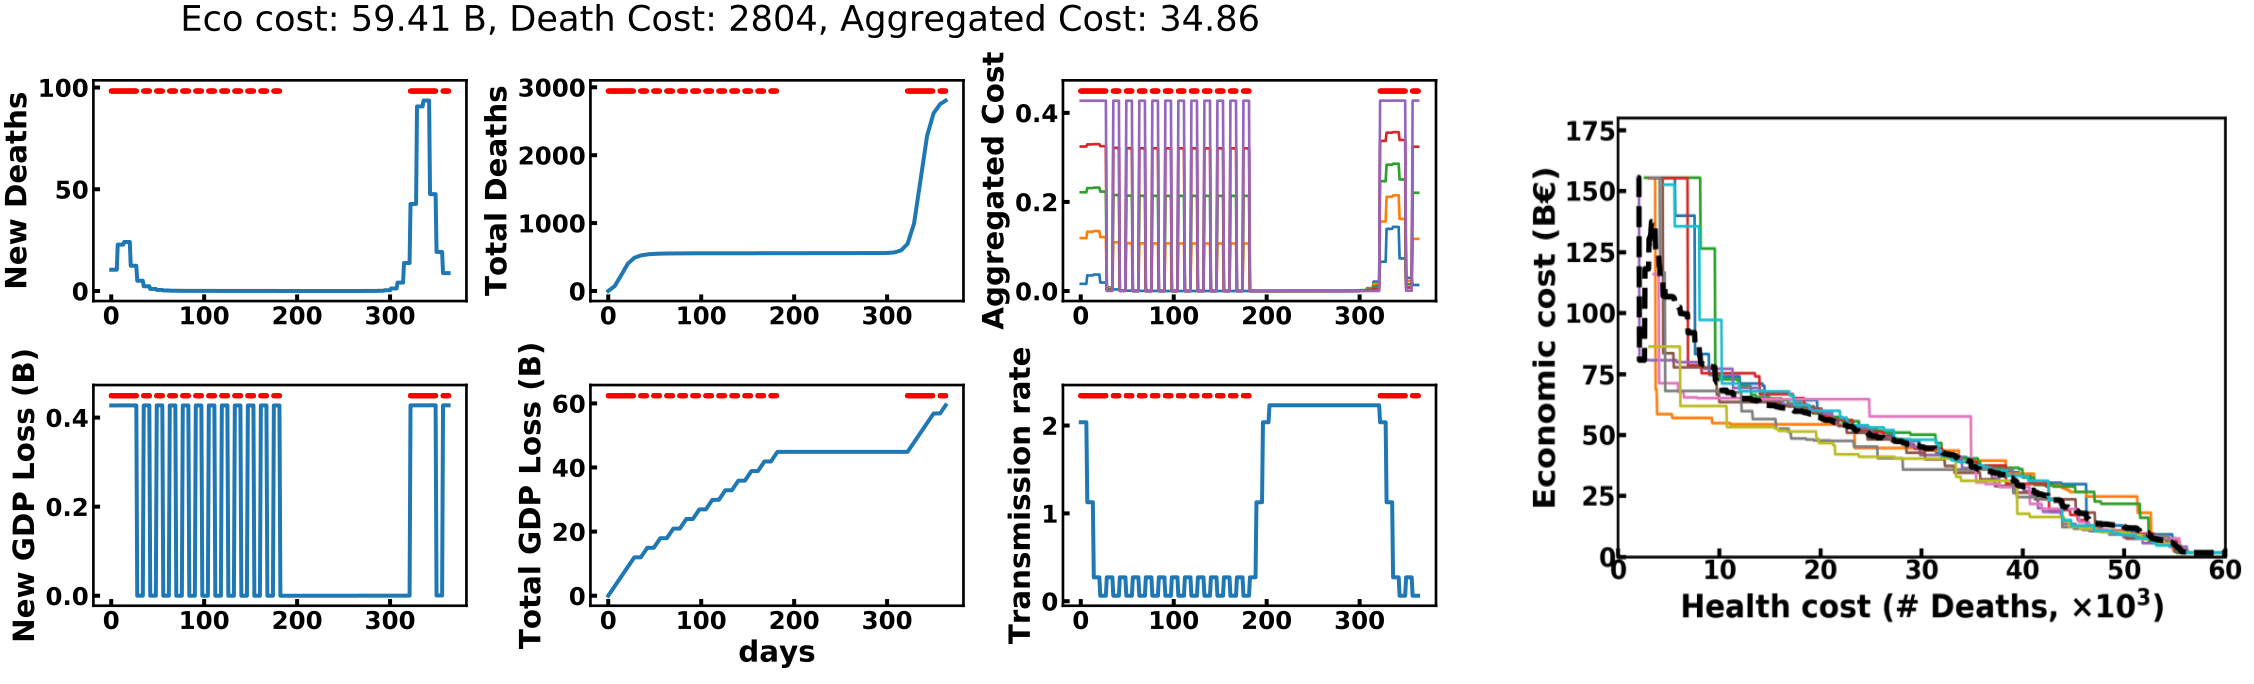 Eco cost: 59.41 B, Death Cost: 2804, Aggregated Cost: 34.86
New Deaths
100
50
0
0 100 200 300
Total Deaths
3000
2000
1000
0
0 100 200 300
Aggregated Cost
0.4
0.2
0.0
0 100 200 300
New GDP Loss (B)
0.4
0.2
0.0
0 100 200 300
Total GDP Loss (B)
60
40
20
0
0 100 200 300
days
Transmission rate
2
1
0
0 100 200 300
Economic cost (B€)
175
150
125
100
75
50
25
0
0 10 20 30 40 50 60
Health cost (# Deaths, ×10³)